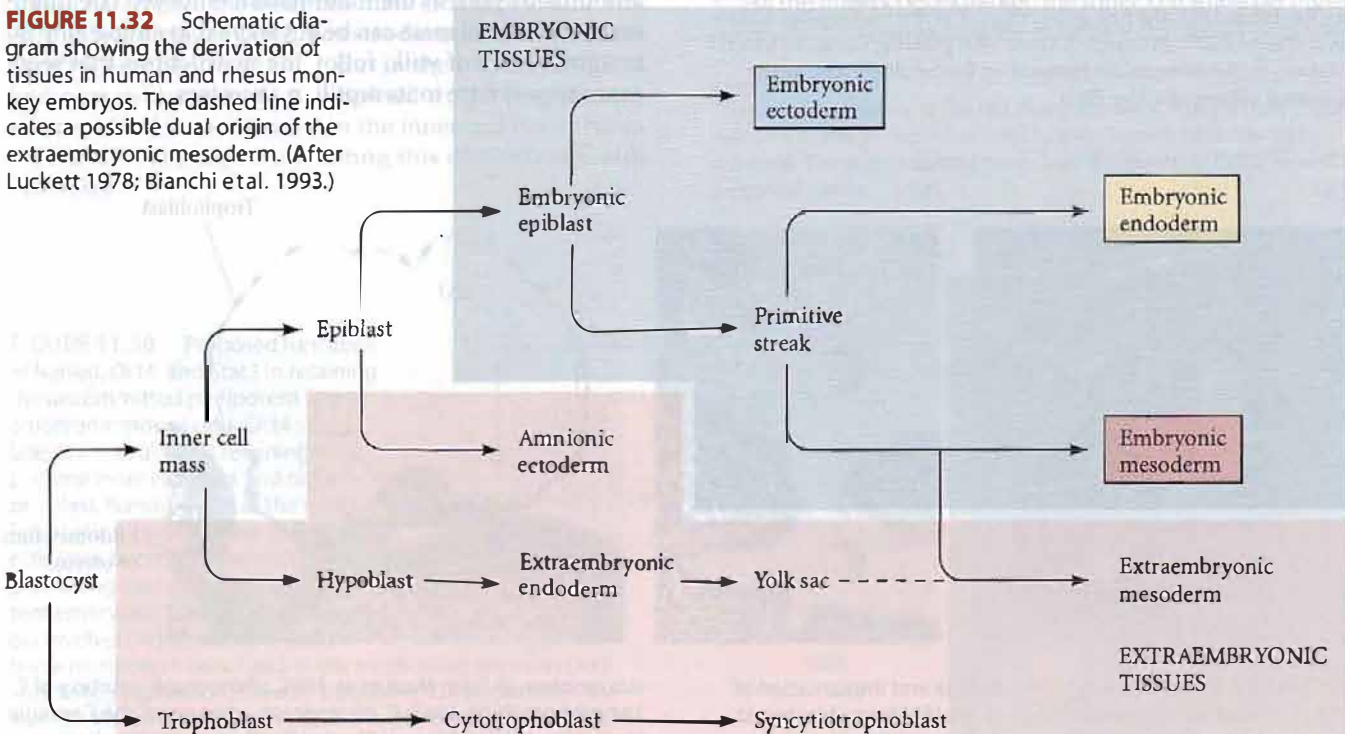 FIGURE 11.32 Schematic dia-
gram showing the derivation of
tissues in human and rhesus mon-
key embryos. The dashed line indi-
cates a possible dual origin of the
extraembryonic mesoderm. (After
Luckett 1978; Bianchi et al. 1993.)
EMBRYONIC
TISSUES
Embryonic
ectoderm
Embryonic
epiblast
Embryonic
endoderm
Epiblast
Primitive
streak
Inner cell
mass
Amnionic
ectoderm
Embryonic
mesoderm
Blastocyst
Hypoblast
Extraembryonic
endoderm
Yolk sac
Extraembryonic
mesoderm
EXTRAEMBRYONIC
TISSUES
Trophoblast
Cytotrophoblast
Syncytiotrophoblast